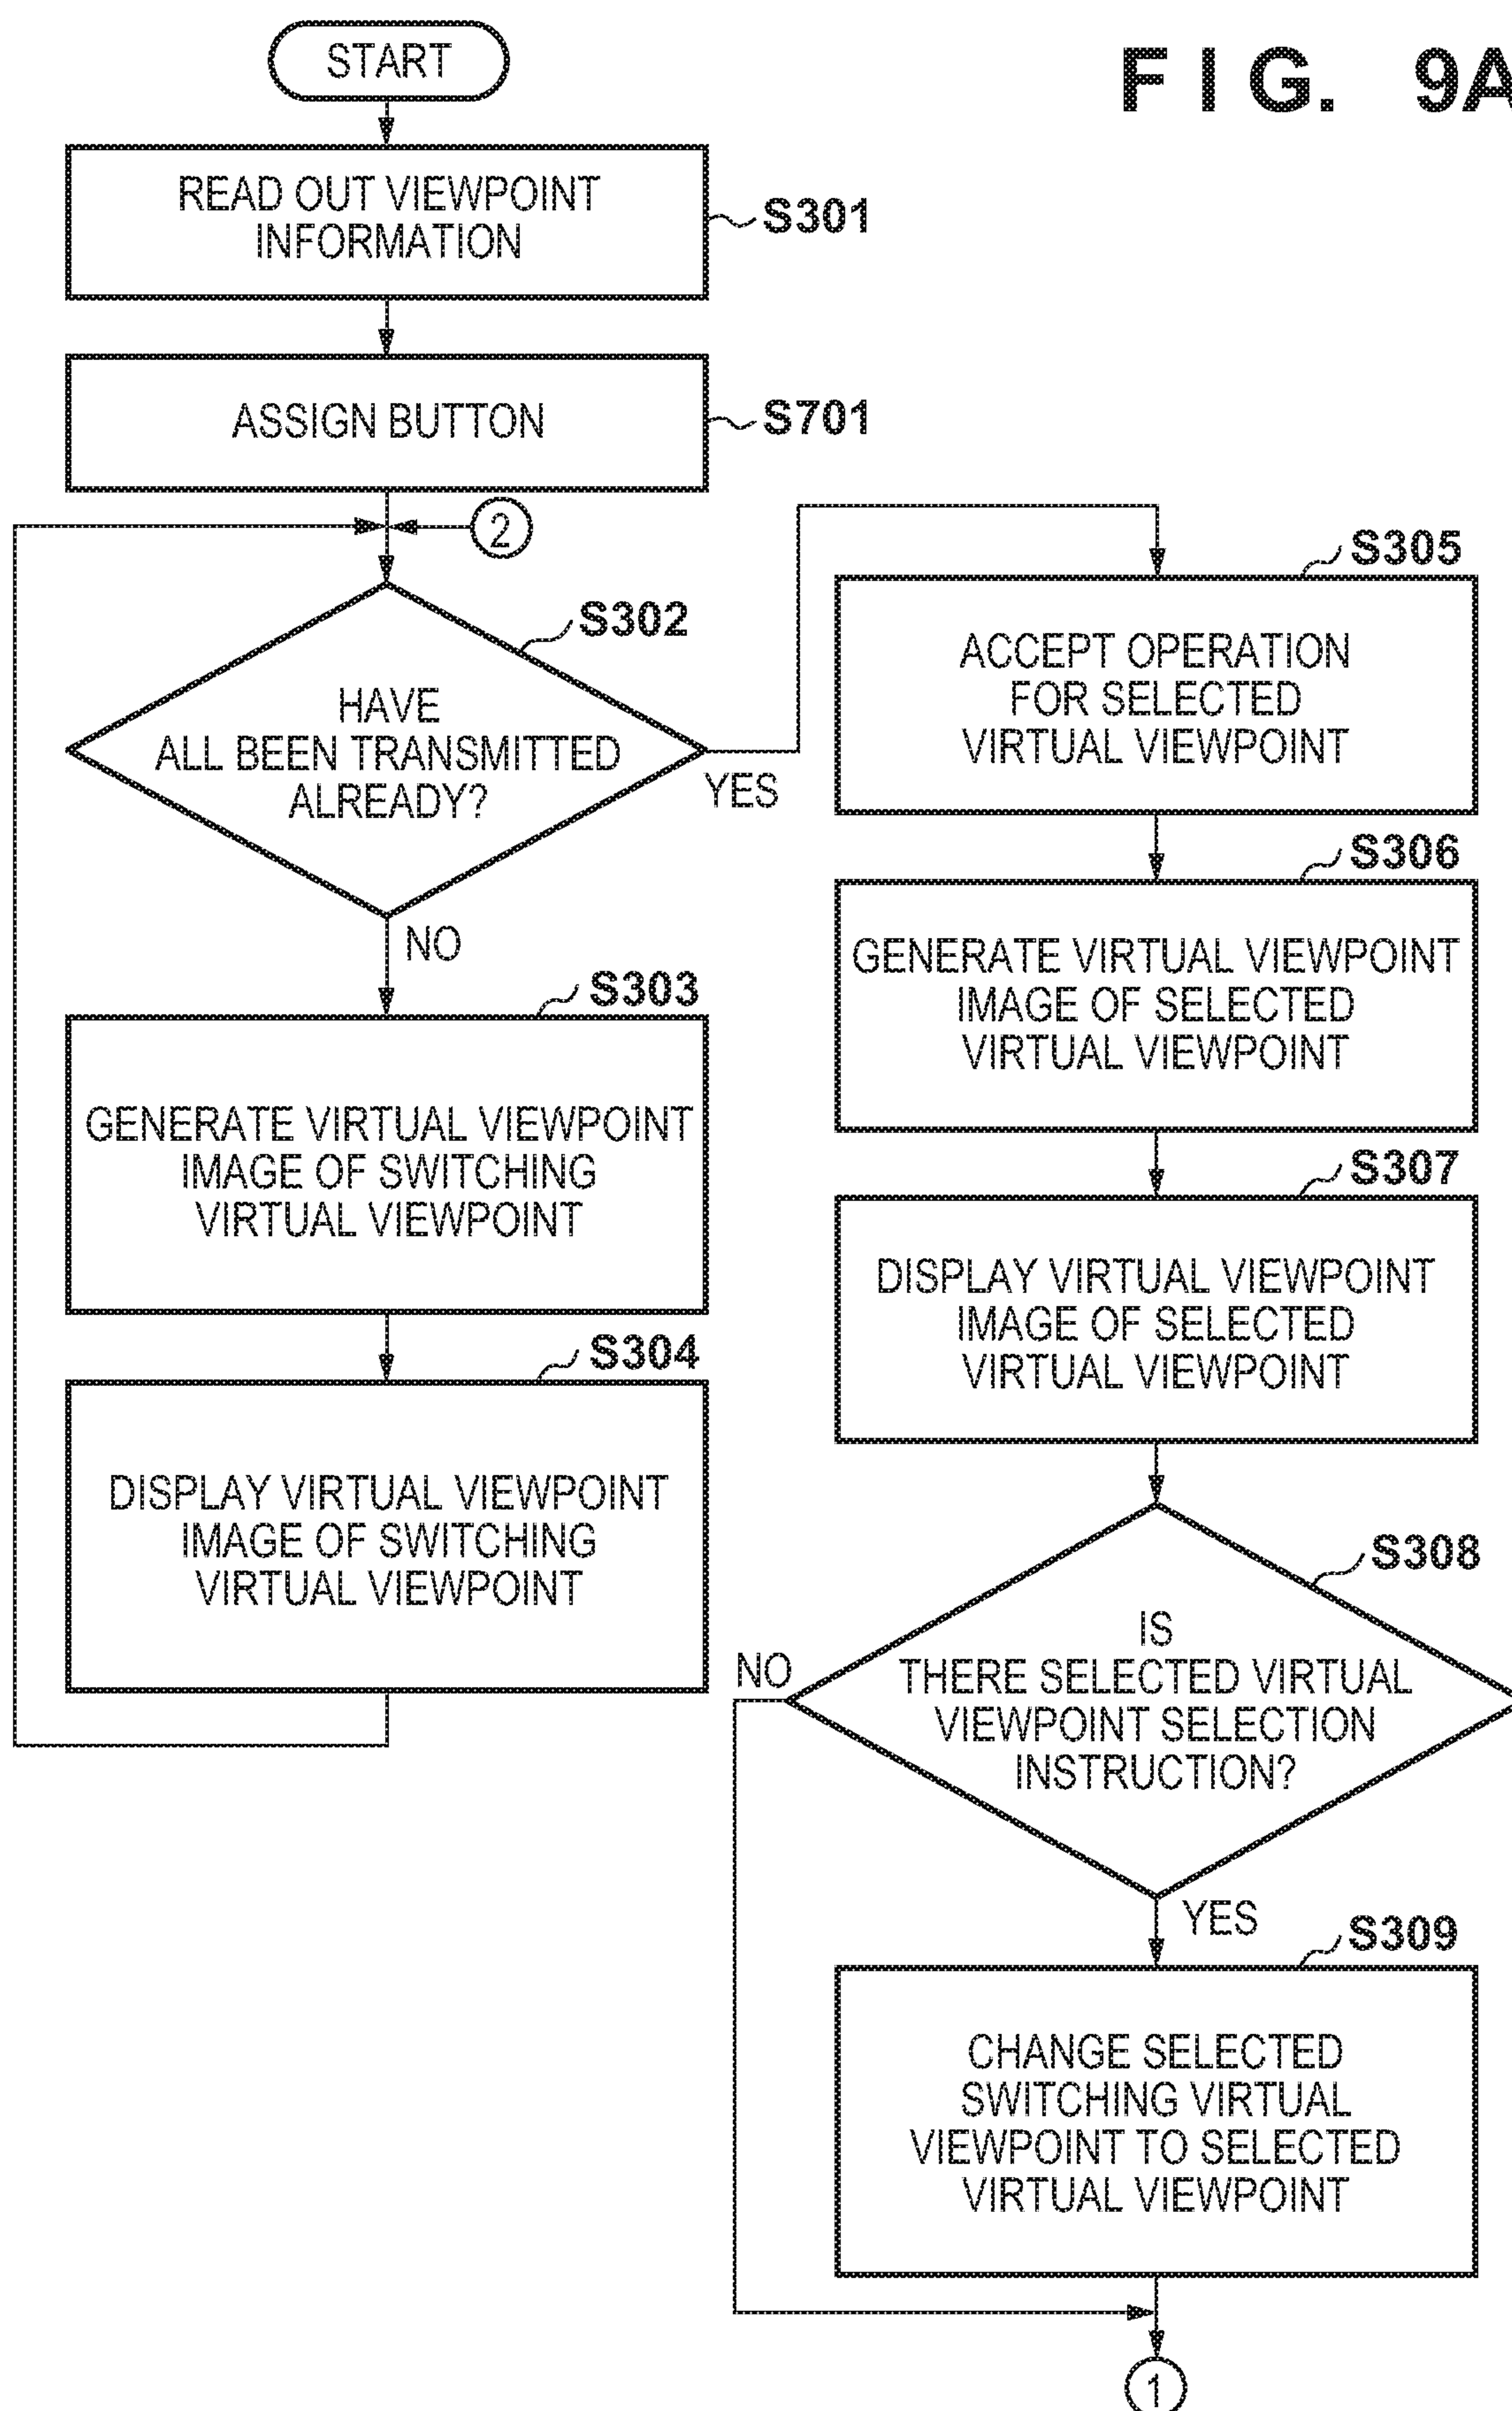 START
FIG. 9A
READ OUT VIEWPOINT
INFORMATION
S301
ASSIGN BUTTON
S701
2
S302
HAVE
ALL BEEN TRANSMITTED
ALREADY?
YES
NO
S303
GENERATE VIRTUAL VIEWPOINT
IMAGE OF SWITCHING
VIRTUAL VIEWPOINT
S304
DISPLAY VIRTUAL VIEWPOINT
IMAGE OF SWITCHING
VIRTUAL VIEWPOINT
S305
ACCEPT OPERATION
FOR SELECTED
VIRTUAL VIEWPOINT
S306
GENERATE VIRTUAL VIEWPOINT
IMAGE OF SELECTED
VIRTUAL VIEWPOINT
S307
DISPLAY VIRTUAL VIEWPOINT
IMAGE OF SELECTED
VIRTUAL VIEWPOINT
S308
IS
THERE SELECTED VIRTUAL
VIEWPOINT SELECTION
INSTRUCTION?
NO
YES
S309
CHANGE SELECTED
SWITCHING VIRTUAL
VIEWPOINT TO SELECTED
VIRTUAL VIEWPOINT
1